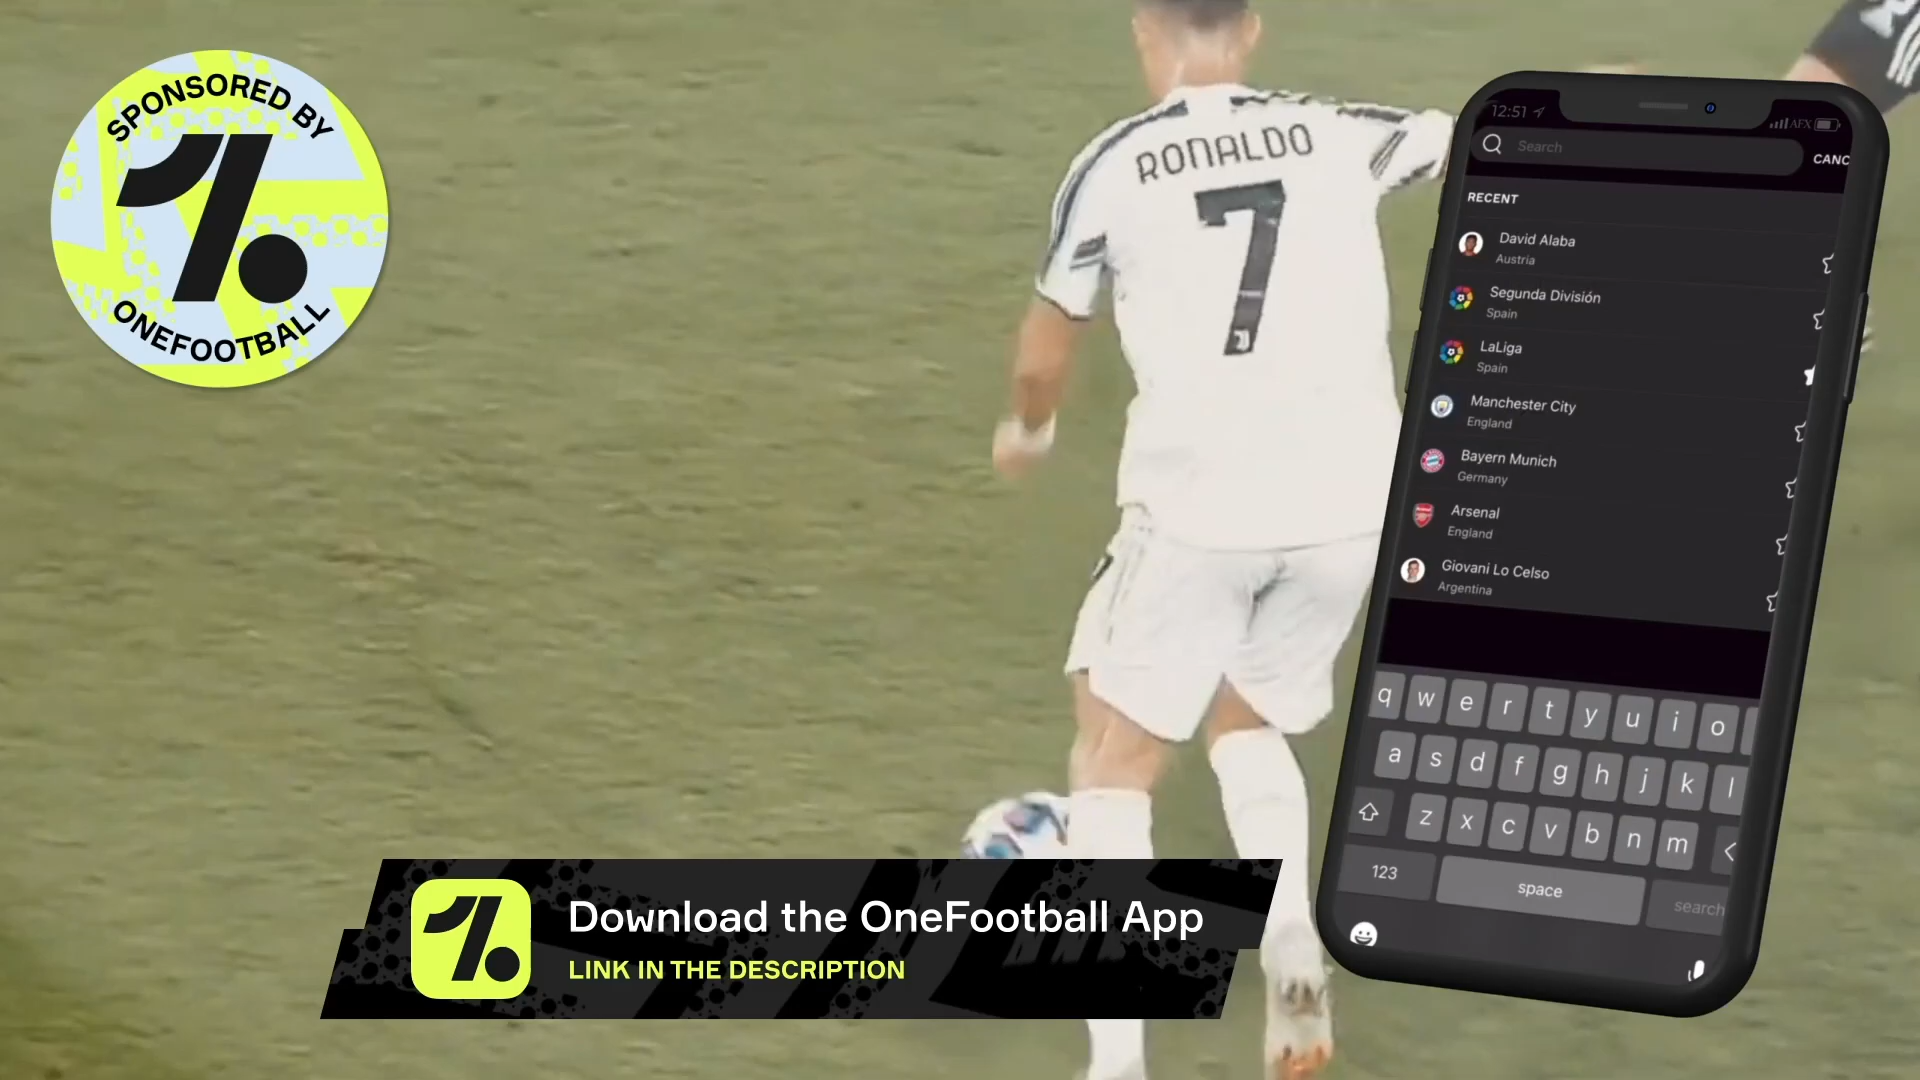 SPONSORED BY
ONEFOOTBALL
RONALDO
7
12:51
AFX
Search
CANC
RECENT
David Alaba
Austria
Segunda División
Spain
LaLiga
Spain
Manchester City
England
Bayern Munich
Germany
Arsenal
England
Giovani Lo Celso
Argentina
q w e r t y u i o
a s d f g h j k l
z x c v b n m
123 space search
Download the OneFootball App
LINK IN THE DESCRIPTION